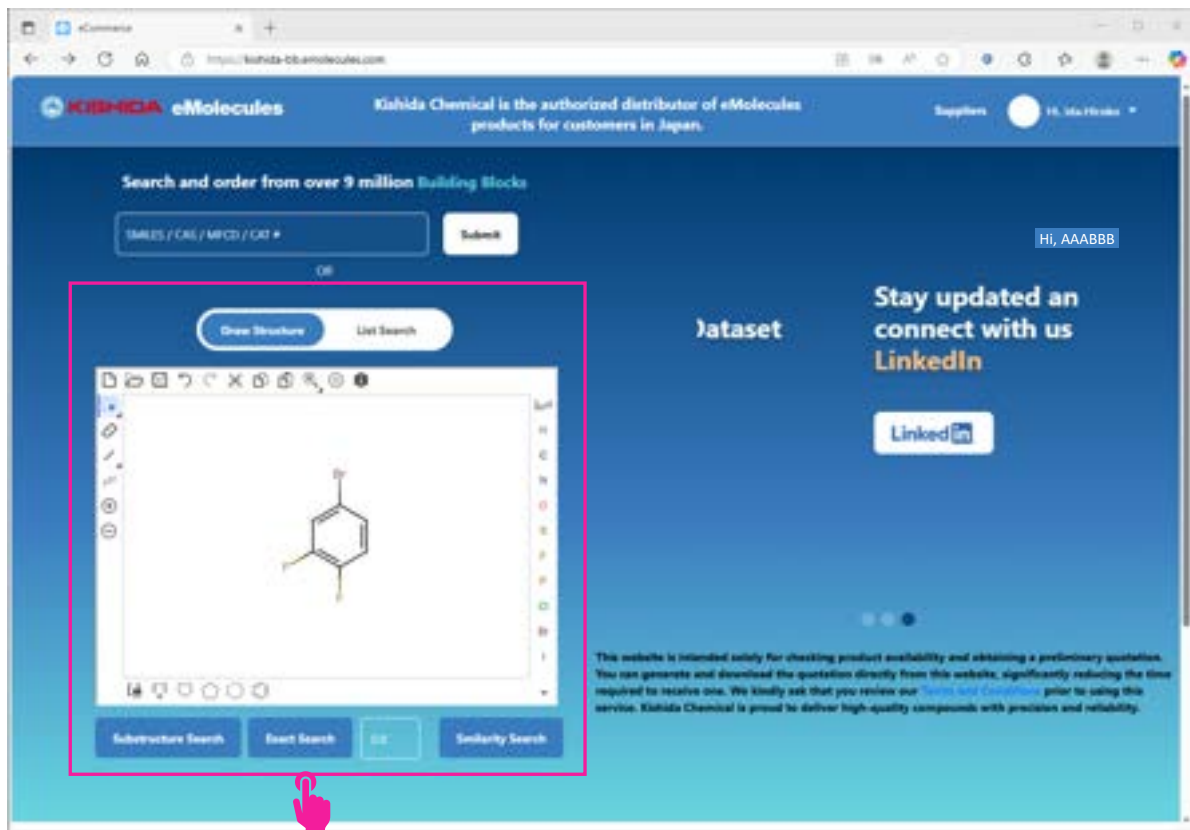 eCommerce
https://kishida-bb.emolecules.com
KISHIDA eMolecules
Kishida Chemical is the authorized distributor of eMolecules
products for customers in Japan.
Suppliers
Search and order from over 9 million Building Blocks
SMILES / CAS / MFCD / CAT #
Submit
OR
Hi, AAABBB
Draw Structure
List Search
Dataset
Stay updated an
connect with us
LinkedIn
Linked in
H
C
N
O
S
F
P
Cl
Br
I
Br
F
F
This website is intended solely for checking product availability and obtaining a preliminary quotation.
You can generate and download the quotation directly from this website, significantly reducing the time
required to receive one. We kindly ask that you review our Terms and Conditions prior to using this
service. Kishida Chemical is proud to deliver high-quality compounds with precision and reliability.
Substructure Search
Exact Search
Similarity Search